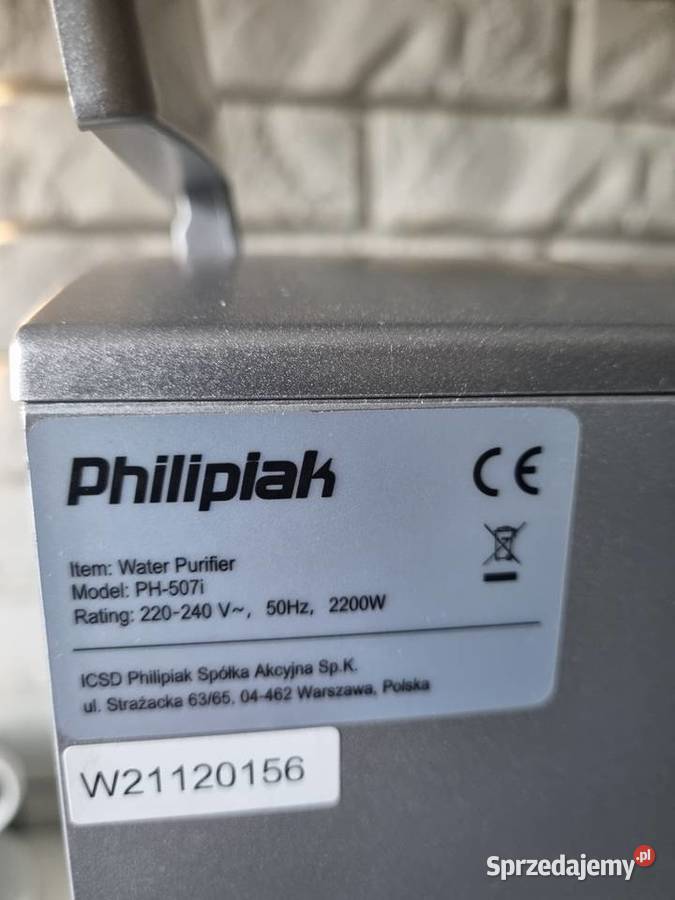 Philipiak
CE
Item: Water Purifier
Model: PH-507i
Rating: 220-240 V~, 50Hz, 2200W
ICSD Philipiak Spółka Akcyjna Sp.K.
ul. Strażacka 63/65, 04-462 Warszawa, Polska
W21120156
Sprzedajemy.pl